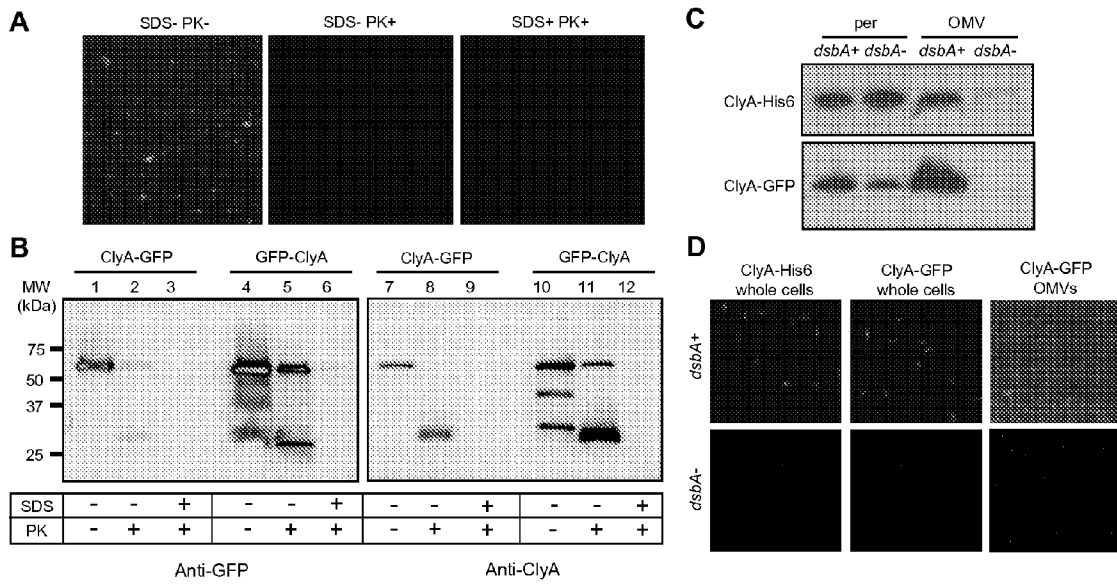 A
SDS- PK-
SDS- PK+
SDS+ PK+
B
ClyA-GFP
GFP-ClyA
ClyA-GFP
GFP-ClyA
MW
(kDa)
1 2 3 4 5 6 7 8 9 10 11 12
75
50
37
25
SDS - - + - - + - - + - - +
PK - + + - + + - + + - + +
Anti-GFP
Anti-ClyA
C
per
OMV
dsbA+ dsbA- dsbA+ dsbA-
ClyA-His6
ClyA-GFP
D
ClyA-His6
whole cells
ClyA-GFP
whole cells
ClyA-GFP
OMVs
dsbA+
dsbA-